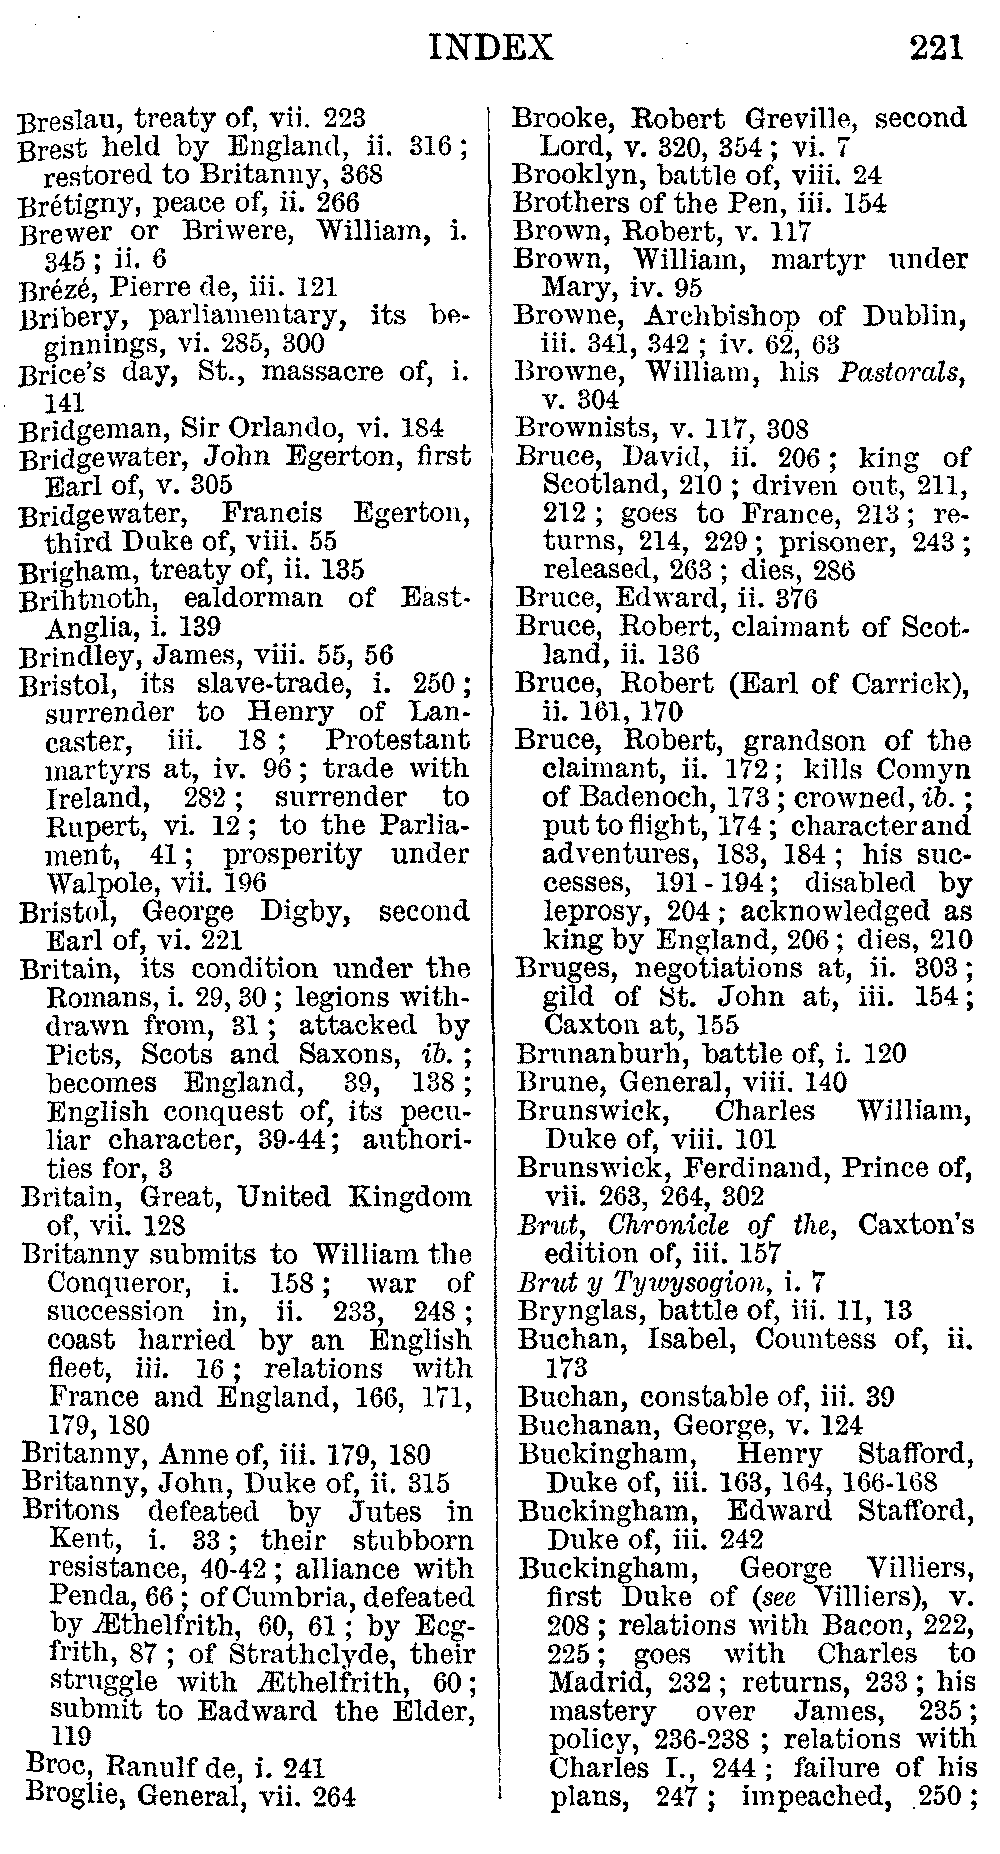 INDEX 221
Breslau, treaty of, vii. 223
Brest held by England, ii. 316;
restored to Britanny, 368
Brétigny, peace of, ii. 266
Brewer or Briwere, William, i.
345; ii. 6
Brézé, Pierre de, iii. 121
Bribery, parliamentary, its be-
ginnings, vi. 285, 300
Brice's day, St., massacre of, i.
141
Bridgeman, Sir Orlando, vi. 184
Bridgewater, John Egerton, first
Earl of, v. 305
Bridgewater, Francis Egerton,
third Duke of, viii. 55
Brigham, treaty of, ii. 135
Brihtnoth, ealdorman of East-
Anglia, i. 139
Brindley, James, viii. 55, 56
Bristol, its slave-trade, i. 250;
surrender to Henry of Lan-
caster, iii. 18; Protestant
martyrs at, iv. 96; trade with
Ireland, 282; surrender to
Rupert, vi. 12; to the Parlia-
ment, 41; prosperity under
Walpole, vii. 196
Bristol, George Digby, second
Earl of, vi. 221
Britain, its condition under the
Romans, i. 29, 30; legions with-
drawn from, 31; attacked by
Picts, Scots and Saxons, ib.;
becomes England, 39, 138;
English conquest of, its pecu-
liar character, 39-44; authori-
ties for, 3
Britain, Great, United Kingdom
of, vii. 128
Britanny submits to William the
Conqueror, i. 158; war of
succession in, ii. 233, 248;
coast harried by an English
fleet, iii. 16; relations with
France and England, 166, 171,
179, 180
Britanny, Anne of, iii. 179, 180
Britanny, John, Duke of, ii. 315
Britons defeated by Jutes in
Kent, i. 33; their stubborn
resistance, 40-42; alliance with
Penda, 66; of Cumbria, defeated
by Æthelfrith, 60, 61; by Ecg-
frith, 87; of Strathclyde, their
struggle with Æthelfrith, 60;
submit to Eadward the Elder,
119
Broc, Ranulf de, i. 241
Broglie, General, vii. 264
Brooke, Robert Greville, second
Lord, v. 320, 354; vi. 7
Brooklyn, battle of, viii. 24
Brothers of the Pen, iii. 154
Brown, Robert, v. 117
Brown, William, martyr under
Mary, iv. 95
Browne, Archbishop of Dublin,
iii. 341, 342; iv. 62, 63
Browne, William, his Pastorals,
v. 304
Brownists, v. 117, 308
Bruce, David, ii. 206; king of
Scotland, 210; driven out, 211,
212; goes to France, 213; re-
turns, 214, 229; prisoner, 243;
released, 263; dies, 286
Bruce, Edward, ii. 376
Bruce, Robert, claimant of Scot-
land, ii. 136
Bruce, Robert (Earl of Carrick),
ii. 161, 170
Bruce, Robert, grandson of the
claimant, ii. 172; kills Comyn
of Badenoch, 173; crowned, ib.;
put to flight, 174; character and
adventures, 183, 184; his suc-
cesses, 191-194; disabled by
leprosy, 204; acknowledged as
king by England, 206; dies, 210
Bruges, negotiations at, ii. 303;
gild of St. John at, iii. 154;
Caxton at, 155
Brunanburh, battle of, i. 120
Brune, General, viii. 140
Brunswick, Charles William,
Duke of, viii. 101
Brunswick, Ferdinand, Prince of,
vii. 263, 264, 302
Brut, Chronicle of the, Caxton's
edition of, iii. 157
Brut y Tywysogion, i. 7
Brynglas, battle of, iii. 11, 13
Buchan, Isabel, Countess of, ii.
173
Buchan, constable of, iii. 39
Buchanan, George, v. 124
Buckingham, Henry Stafford,
Duke of, iii. 163, 164, 166-168
Buckingham, Edward Stafford,
Duke of, iii. 242
Buckingham, George Villiers,
first Duke of (see Villiers), v.
208; relations with Bacon, 222,
225; goes with Charles to
Madrid, 232; returns, 233; his
mastery over James, 235;
policy, 236-238; relations with
Charles I., 244; failure of his
plans, 247; impeached, 250;